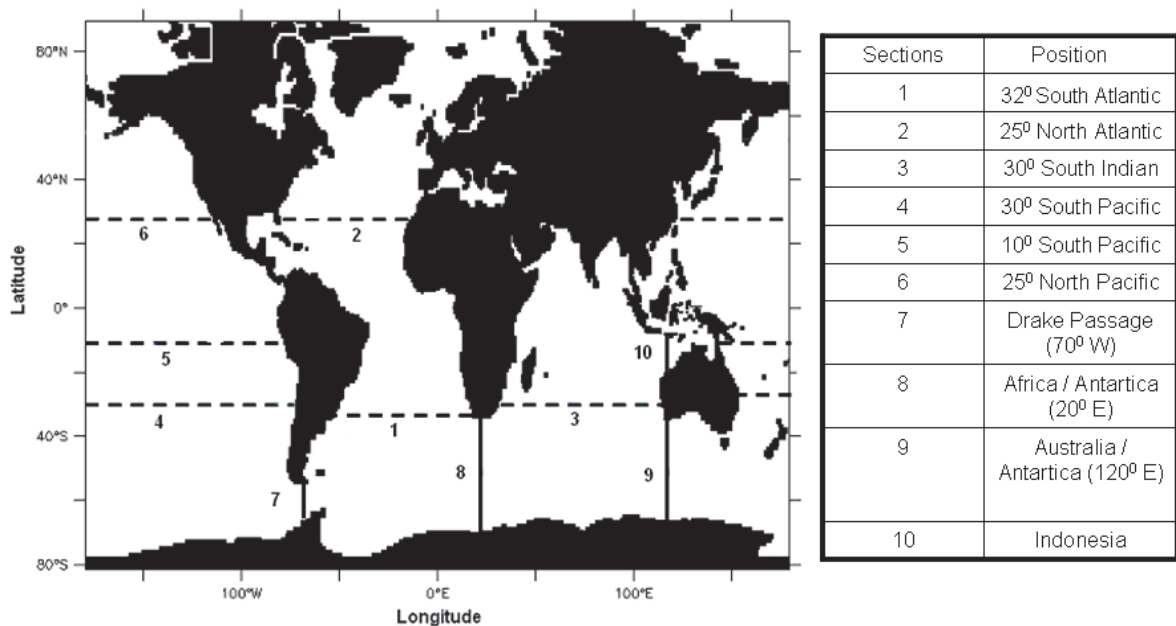 80°N
40°N
0°
40°S
80°S
Latitude
100°W
0°E
100°E
Longitude
6
2
5
10
4
1
3
7
8
9
Sections Position
1 32⁰ South Atlantic
2 25⁰ North Atlantic
3 30⁰ South Indian
4 30⁰ South Pacific
5 10⁰ South Pacific
6 25⁰ North Pacific
7 Drake Passage
(70⁰ W)
8 Africa / Antartica
(20⁰ E)
9 Australia /
Antartica (120⁰ E)
10 Indonesia